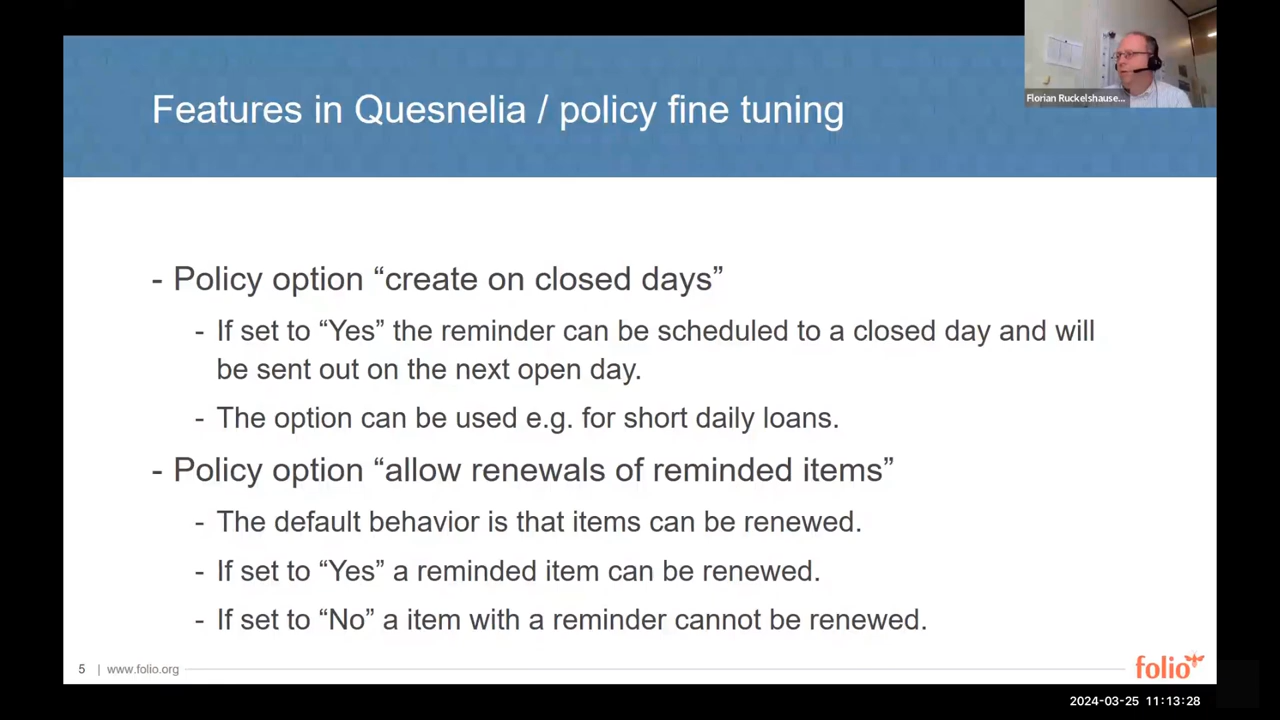 Features in Quesnelia / policy fine tuning
Florian Ruckelshause...
- Policy option “create on closed days”
- If set to “Yes” the reminder can be scheduled to a closed day and will
be sent out on the next open day.
- The option can be used e.g. for short daily loans.
- Policy option “allow renewals of reminded items”
- The default behavior is that items can be renewed.
- If set to “Yes” a reminded item can be renewed.
- If set to “No” a item with a reminder cannot be renewed.
5 | www.folio.org
folio
2024-03-25 11:13:28